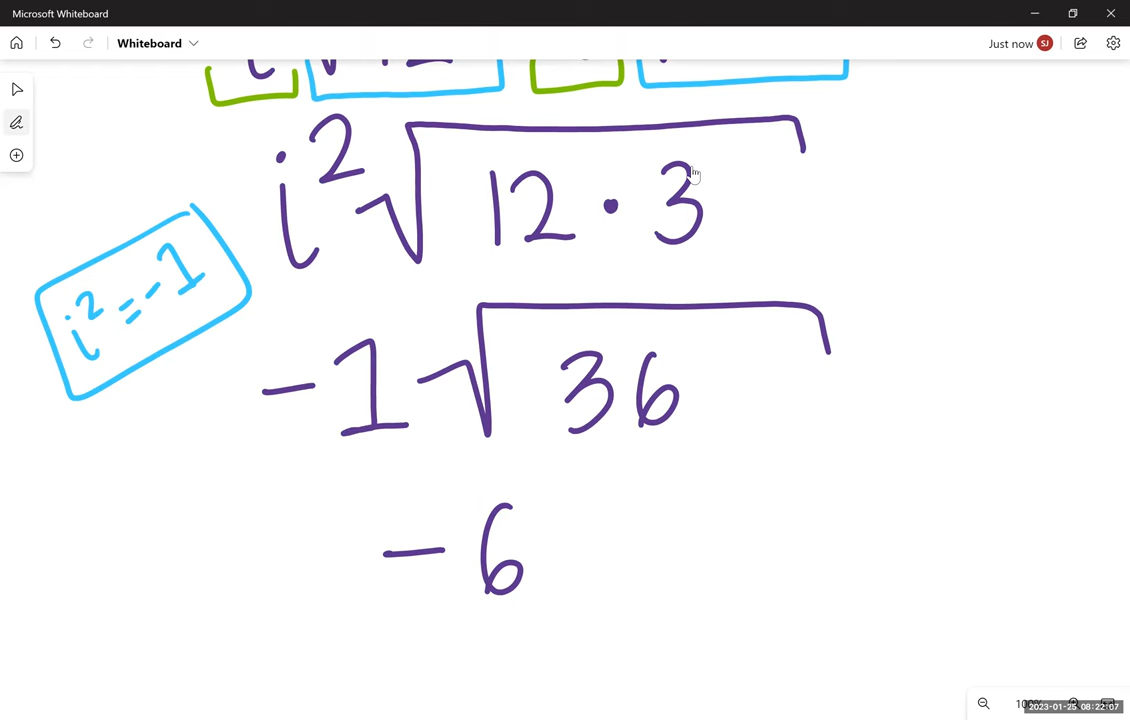 Microsoft Whiteboard
Whiteboard
Just now SJ
i² √12 · 3
i² = -1
-1 √36
-6
2023-01-25 08:22:07